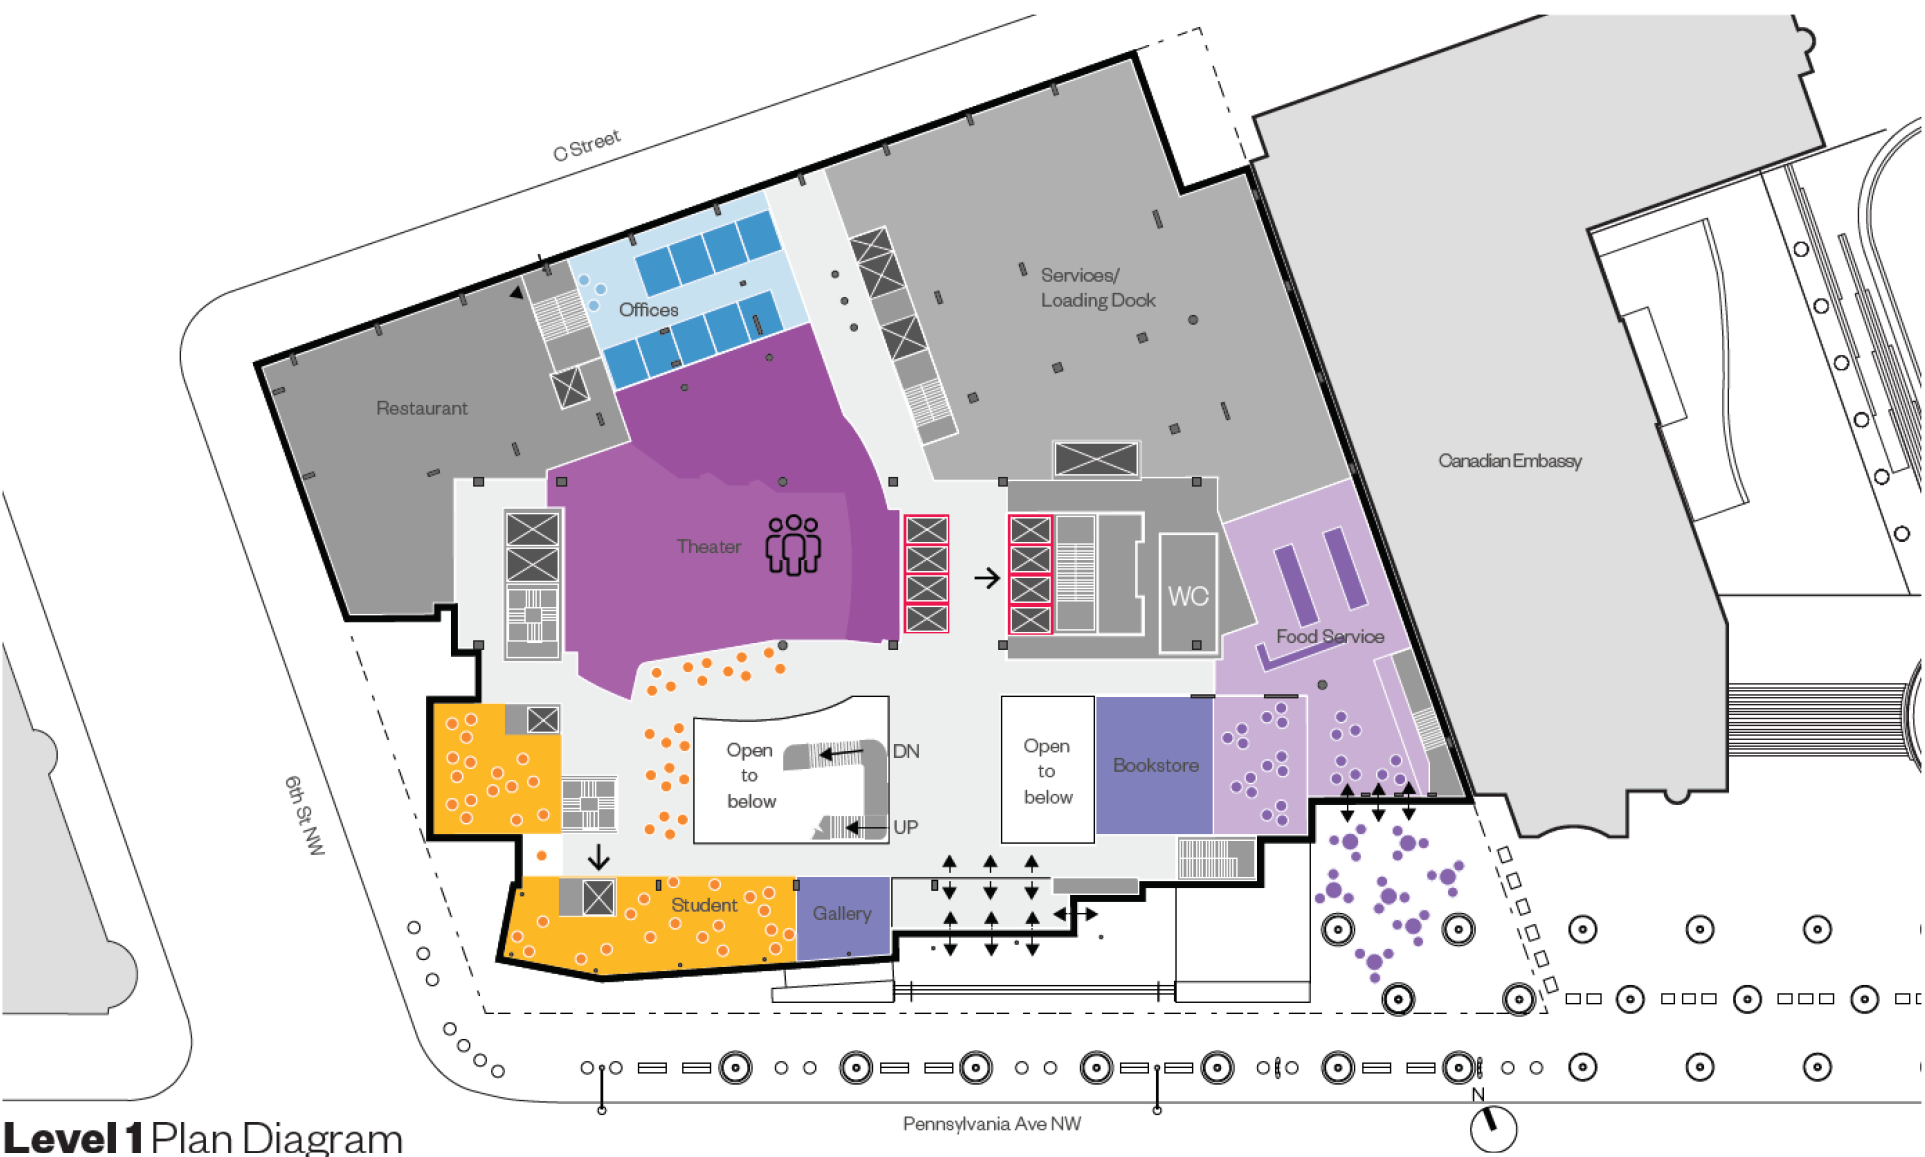 C Street
Services/
Loading Dock
Offices
Restaurant
Canadian Embassy
Theater
WC
Food Service
Open
to
below
DN
UP
Open
to
below
Bookstore
6th St NW
Student
Gallery
N
Pennsylvania Ave NW
Level 1 Plan Diagram